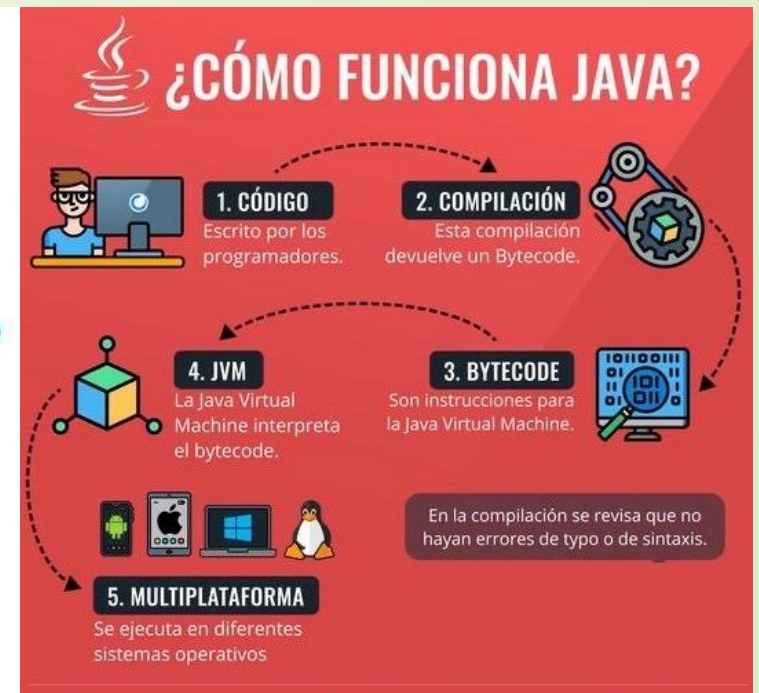 ¿CÓMO FUNCIONA JAVA?
1. CÓDIGO
Escrito por los
programadores.
2. COMPILACIÓN
Esta compilación
devuelve un Bytecode.
3. BYTECODE
Son instrucciones para
la Java Virtual Machine.
4. JVM
La Java Virtual
Machine interpreta
el bytecode.
En la compilación se revisa que no
hayan errores de typo o de sintaxis.
5. MULTIPLATAFORMA
Se ejecuta en diferentes
sistemas operativos